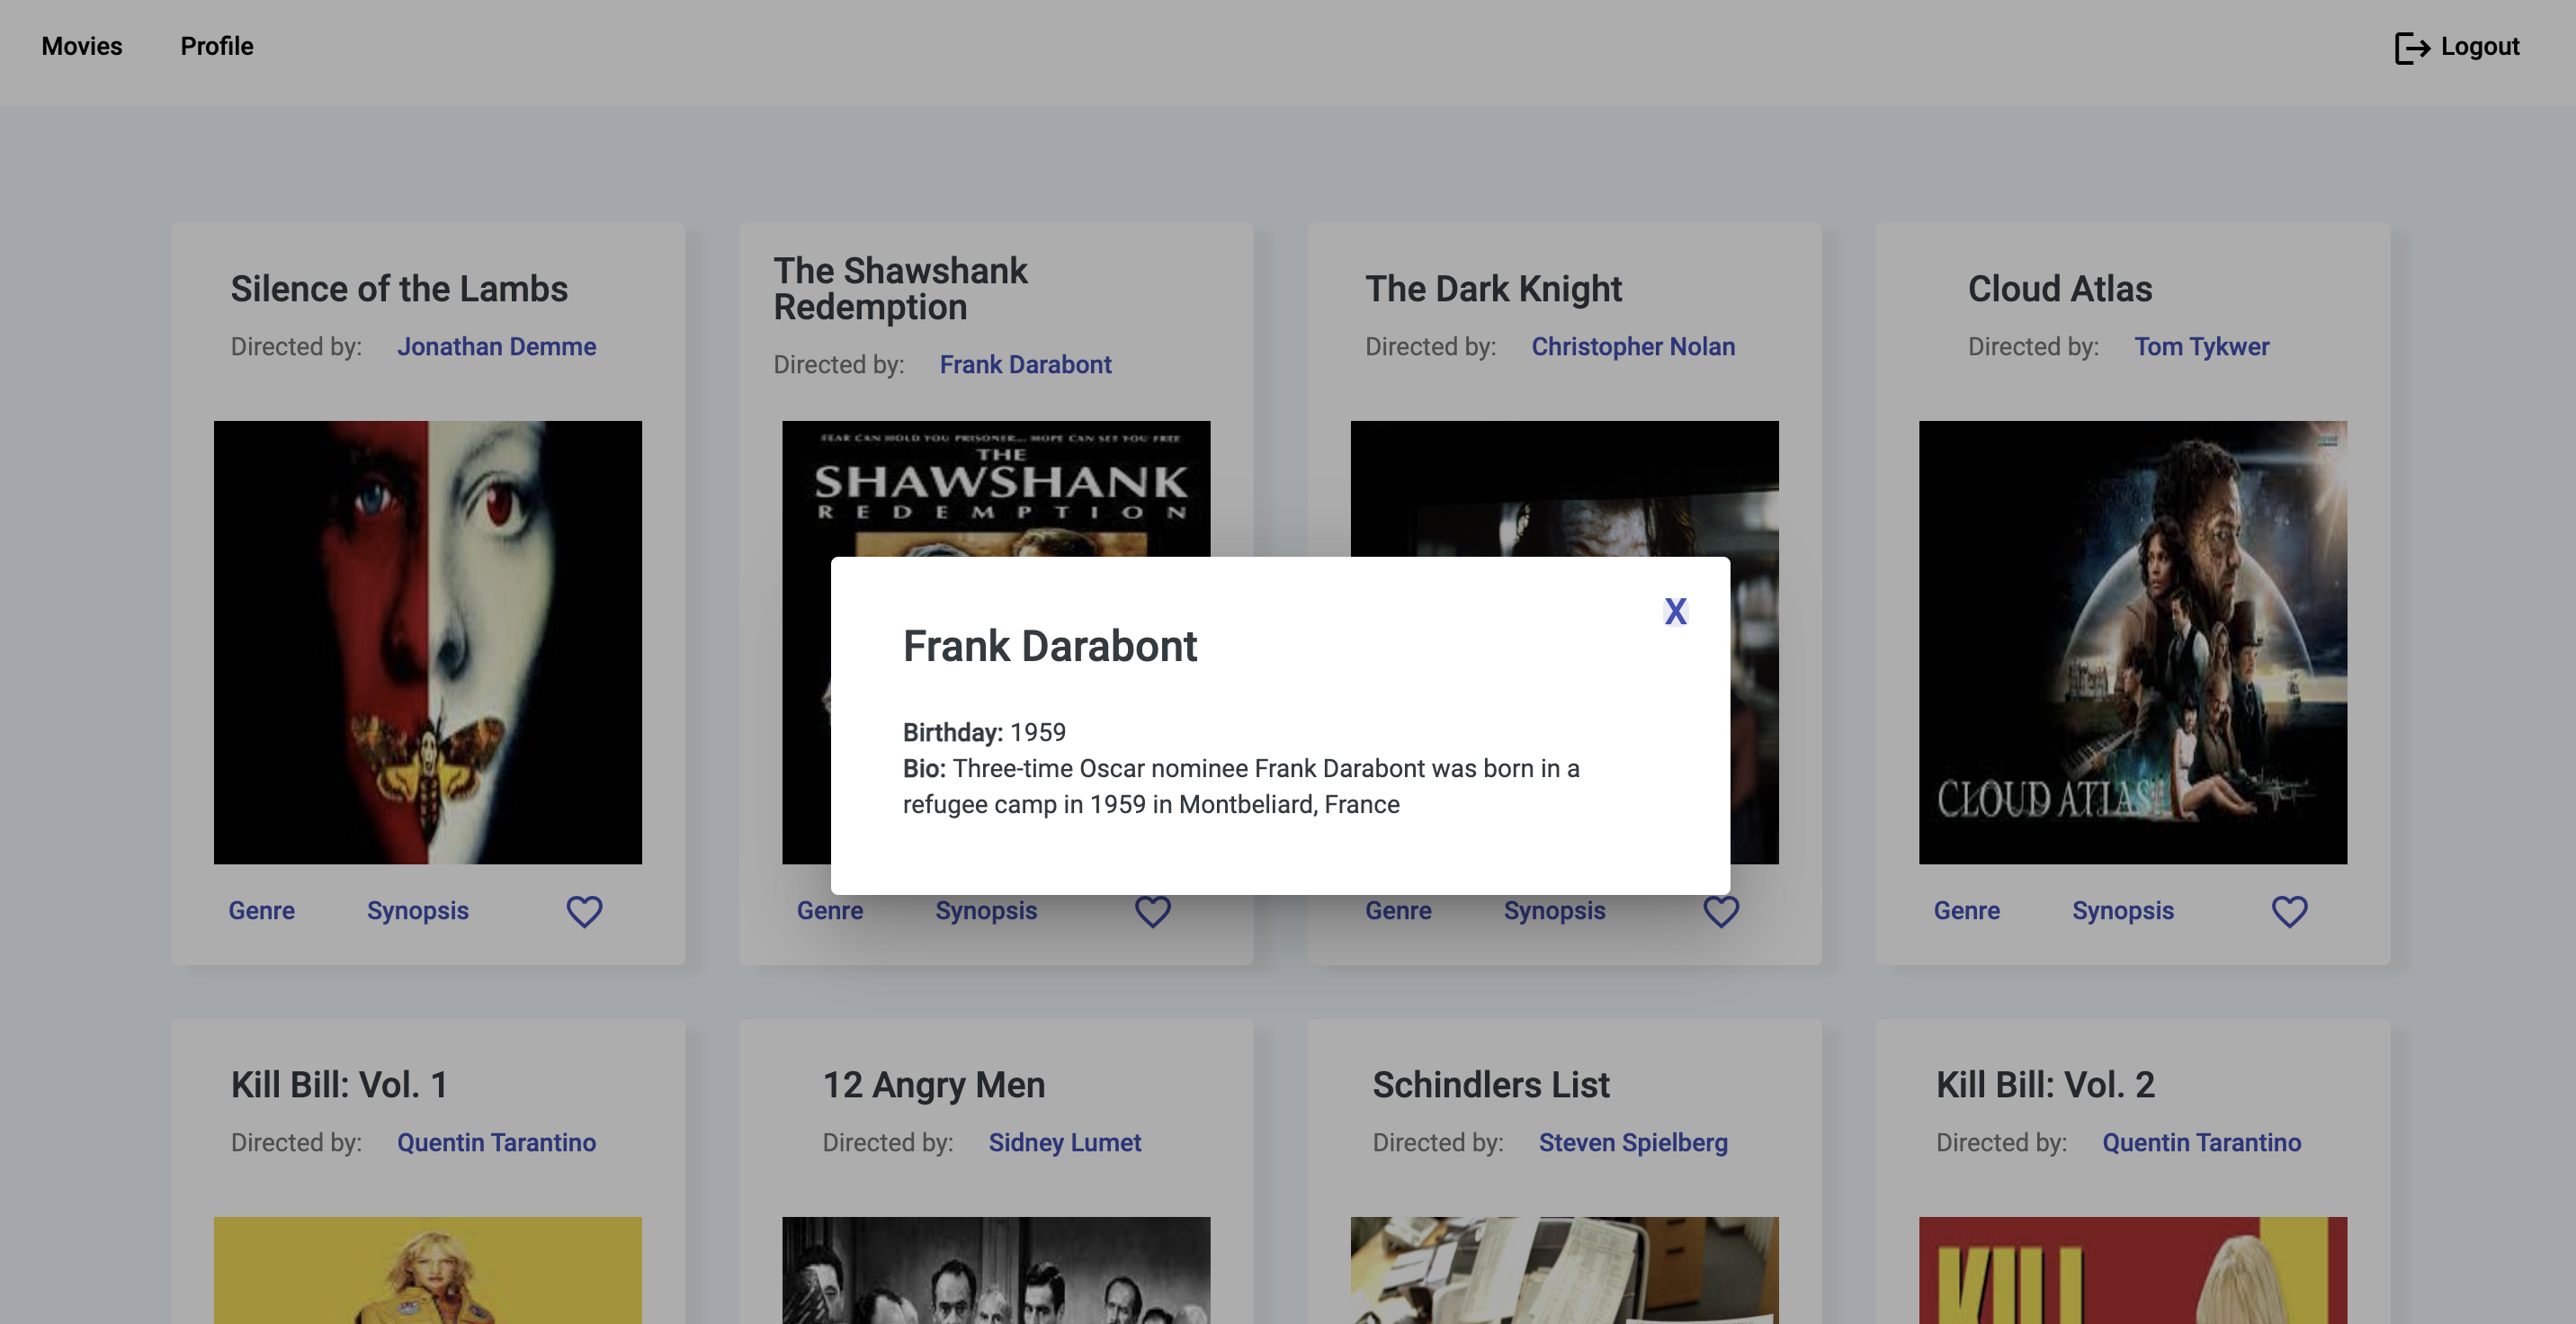 Movies Profile Logout
Silence of the Lambs
Directed by: Jonathan Demme
Genre Synopsis
The Shawshank
Redemption
Directed by: Frank Darabont
FEAR CAN HOLD YOU PRISONER... HOPE CAN SET YOU FREE
THE
SHAWSHANK
REDEMPTION
Genre Synopsis
The Dark Knight
Directed by: Christopher Nolan
Genre Synopsis
Cloud Atlas
Directed by: Tom Tykwer
CLOUD ATLAS
Genre Synopsis
X
Frank Darabont
Birthday: 1959
Bio: Three-time Oscar nominee Frank Darabont was born in a
refugee camp in 1959 in Montbeliard, France
Kill Bill: Vol. 1
Directed by: Quentin Tarantino
12 Angry Men
Directed by: Sidney Lumet
Schindlers List
Directed by: Steven Spielberg
Kill Bill: Vol. 2
Directed by: Quentin Tarantino
KILL